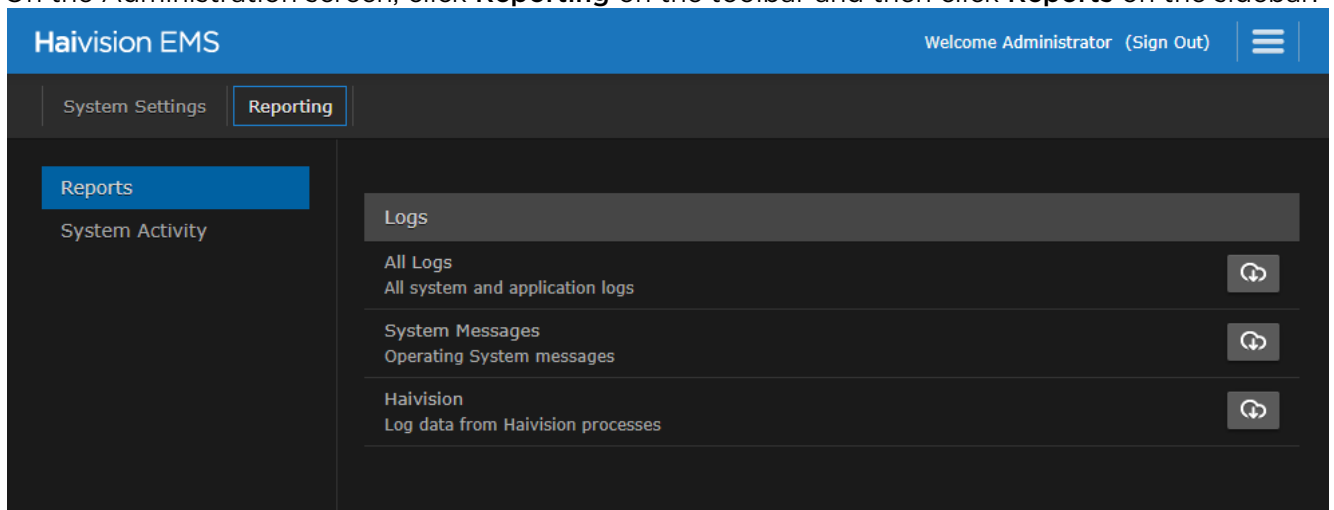 On the Administration screen, click Reporting on the toolbar and then click Reports on the sidebar.
Haivision EMS
Welcome Administrator (Sign Out)
System Settings
Reporting
Reports
System Activity
Logs
All Logs
All system and application logs
System Messages
Operating System messages
Haivision
Log data from Haivision processes